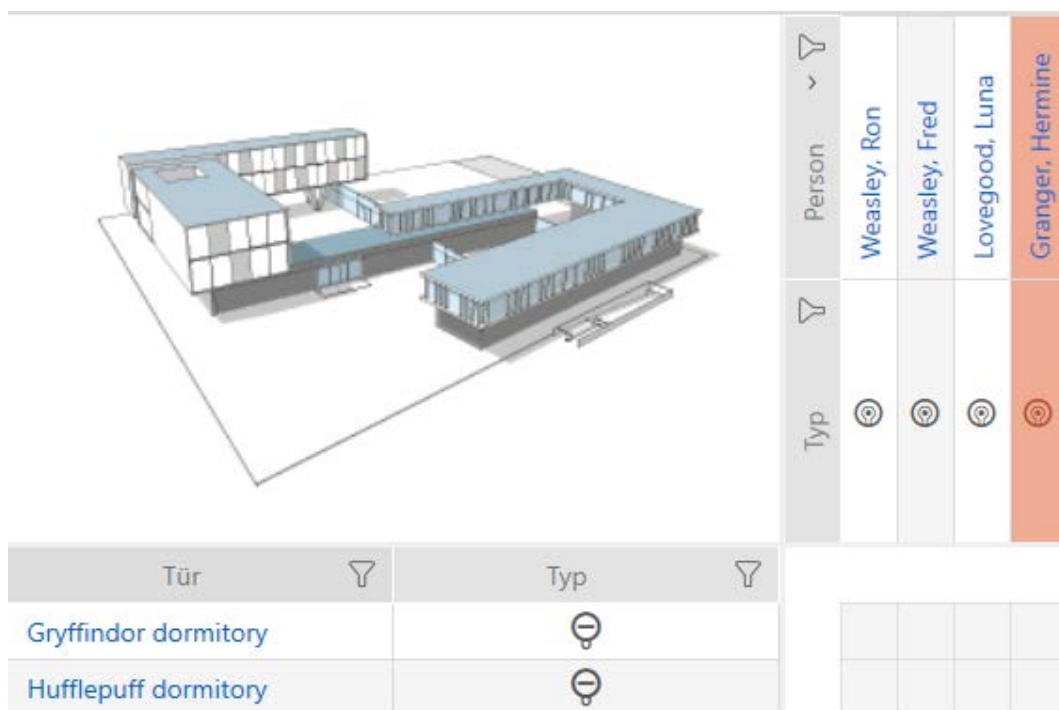 Person
Weasley, Ron
Weasley, Fred
Lovegood, Luna
Granger, Hermine
Typ
Tür
Typ
Gryffindor dormitory
Hufflepuff dormitory